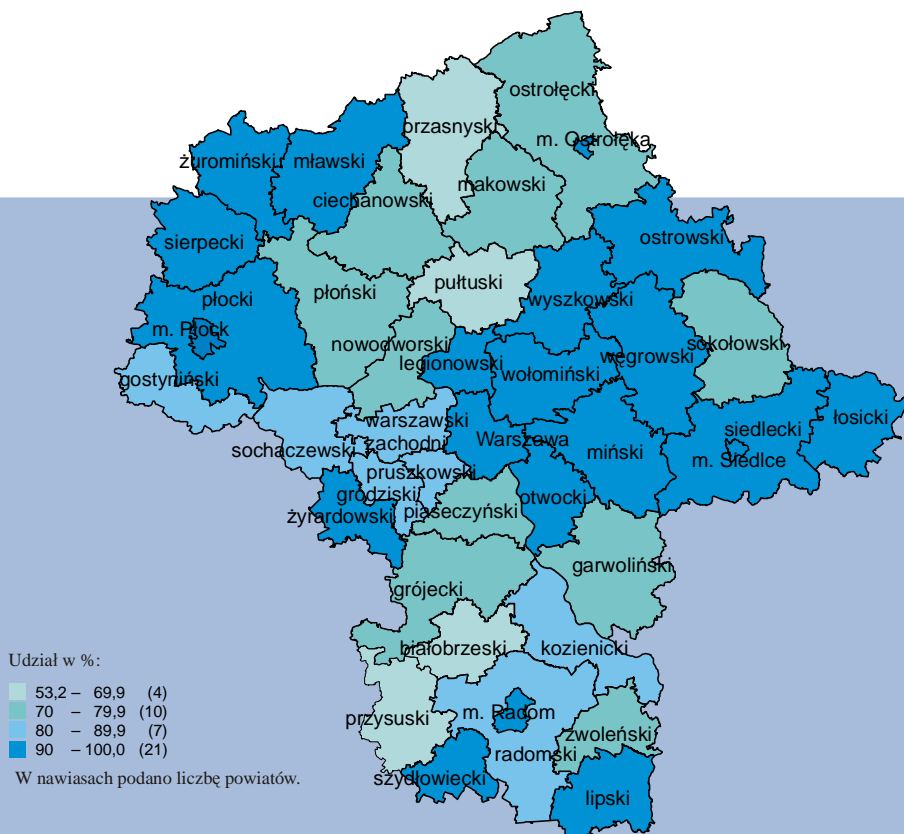 ostrołęcki
orzasnyski
m. Ostrołęka
żuromiński
mławski
makowski
ciechanowski
ostrowski
sierpecki
pułtuski
płocki
płoński
wyszkowski
m. Płock
nowodworski
sokołowski
legionowski
węgrowski
wołomiński
gostyniński
łosicki
warszawski
zachodni
siedlecki
Warszawa
sochaczewski
miński
m. Siedlce
pruszkowski
grodziski
otwocki
żyrardowski
piaseczyński
garwoliński
grójecki
białobrzeski
kozienicki
przysuski
m. Radom
zwoleński
radomski
szydłowiecki
lipski
Udział w %:
53,2 – 69,9 (4)
70 – 79,9 (10)
80 – 89,9 (7)
90 – 100,0 (21)
W nawiasach podano liczbę powiatów.